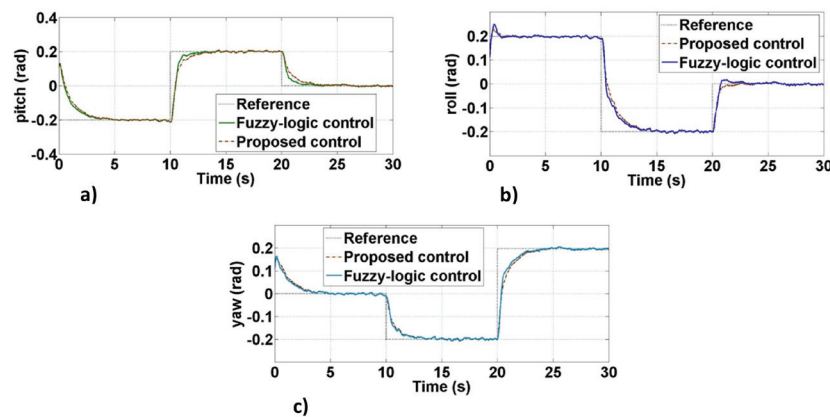 0.4
0.2
0
-0.2
-0.4
pitch (rad)
Reference
Fuzzy-logic control
Proposed control
0 5 10 15 20 25 30
Time (s)
a)
0.2
0.1
0
-0.1
-0.2
roll (rad)
Reference
Proposed control
Fuzzy-logic control
0 5 10 15 20 25 30
Time (s)
b)
0.2
0.1
0
-0.1
-0.2
yaw (rad)
Reference
Proposed control
Fuzzy-logic control
0 5 10 15 20 25 30
Time (s)
c)